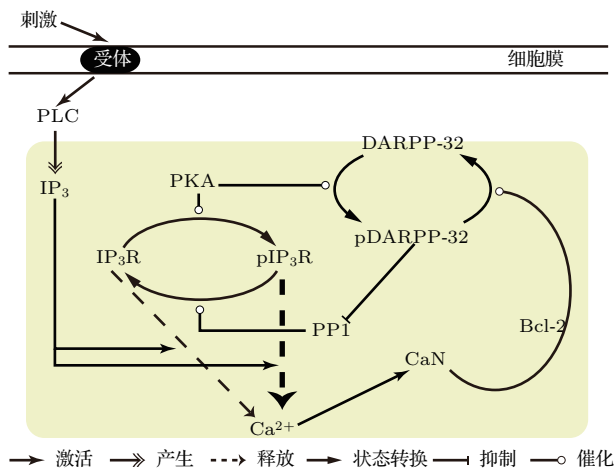 刺激
受体
细胞膜
PLC
DARPP-32
IP₃
PKA
pDARPP-32
IP₃R
pIP₃R
PP1
Bcl-2
CaN
Ca²⁺
激活 产生 释放 状态转换 抑制 催化